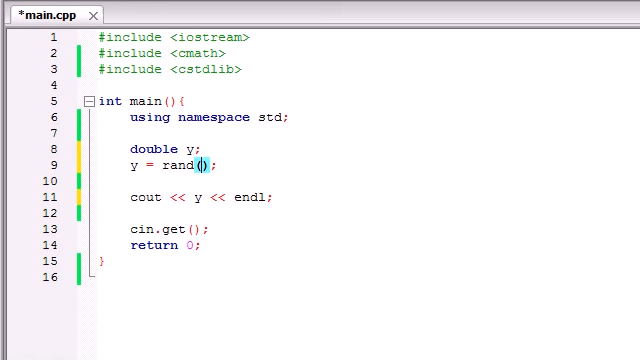 *main.cpp
1 #include <iostream>
2 #include <cmath>
3 #include <cstdlib>
4
5 int main(){
6 using namespace std;
7
8 double y;
9 y = rand();
10
11 cout << y << endl;
12
13 cin.get();
14 return 0;
15 }
16